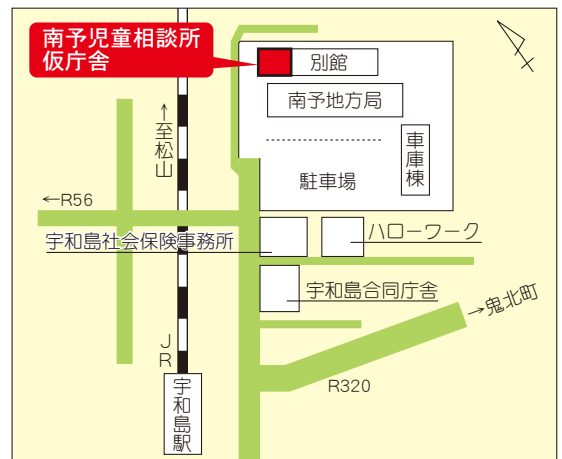 南予児童相談所
仮庁舎
別館
南予地方局
車庫棟
駐車場
↑至松山
←R56
宇和島社会保険事務所
ハローワーク
宇和島合同庁舎
→鬼北町
R320
JR
宇和島駅